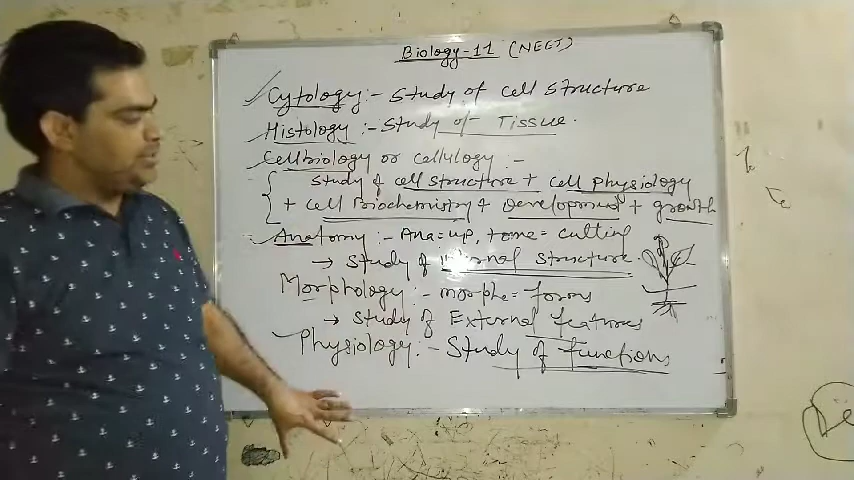 Biology-11 (NEET)
Cytology:- Study of cell structure
Histology:- Study of Tissue.
Cellbiology or cellulogy :-
Study of cell structure + cell physiology
+ cell Biochemistry + Development + growth
Anatomy:- Ana = up, tome = cutting
→ Study of internal structure.
Morphology:- morphe = forms
→ Study of External features
Physiology:- Study of functions